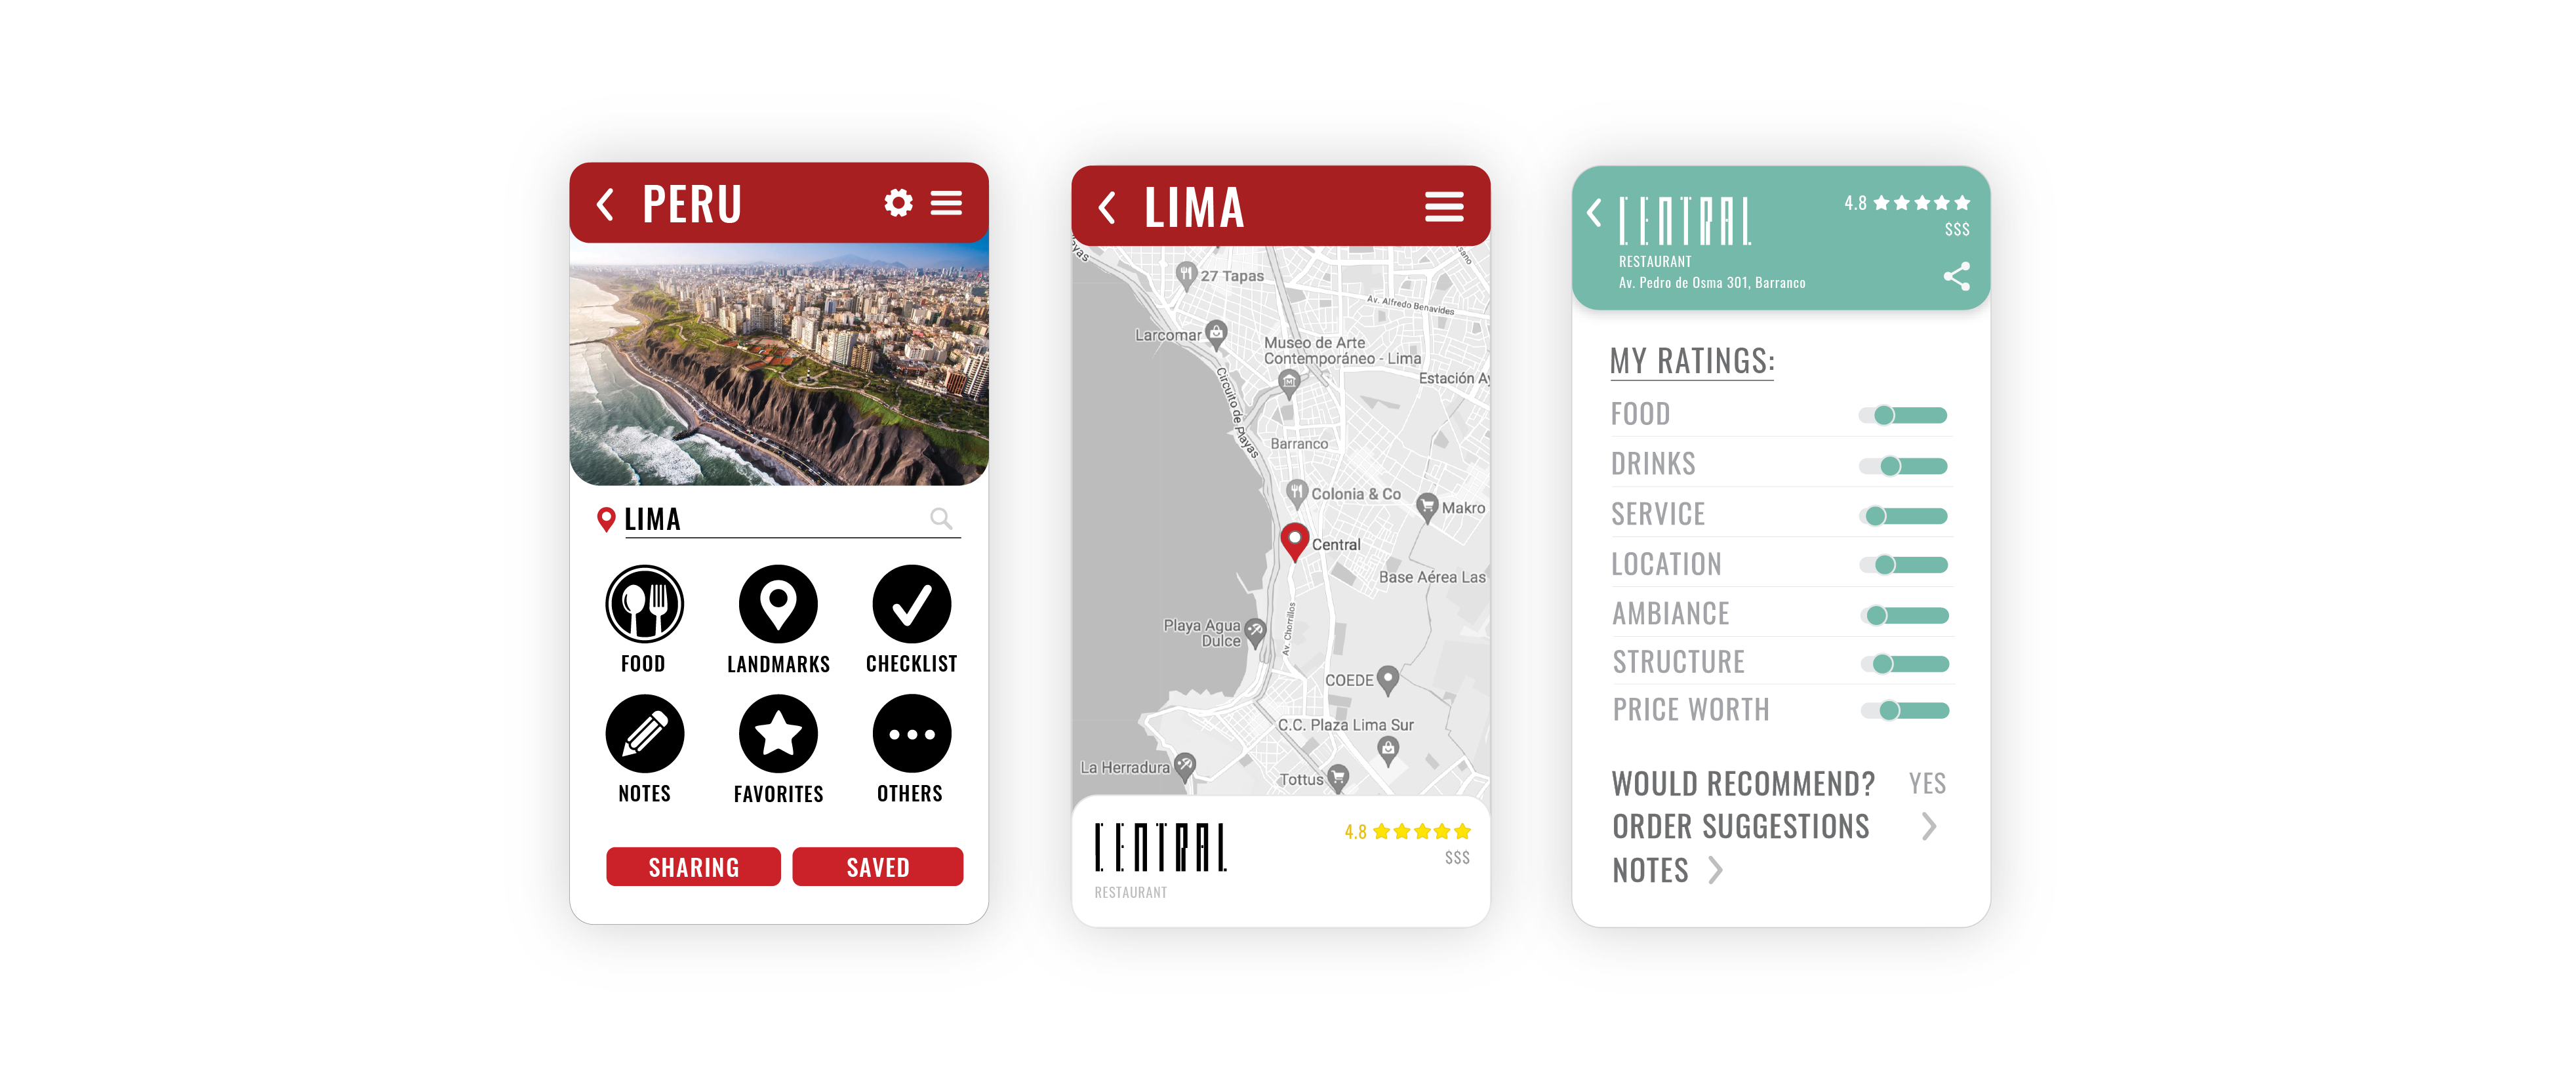 PERU
LIMA
FOOD
LANDMARKS
CHECKLIST
NOTES
FAVORITES
OTHERS
SHARING
SAVED
LIMA
Playas
27 Tapas
Av. Alfredo Benavides
Larcomar
Museo de Arte
Contemporáneo - Lima
Estación Ay
Circuito de Playas
Barranco
Colonia & Co
Makro
Central
Base Aérea Las
Av. Chorrillos
Playa Agua
Dulce
COEDE
C.C. Plaza Lima Sur
La Herradura
Tottus
CENTRAL
4.8
$$$
RESTAURANT
CENTRAL
4.8
$$$
RESTAURANT
Av. Pedro de Osma 301, Barranco
MY RATINGS:
FOOD
DRINKS
SERVICE
LOCATION
AMBIANCE
STRUCTURE
PRICE WORTH
WOULD RECOMMEND? YES
ORDER SUGGESTIONS
NOTES